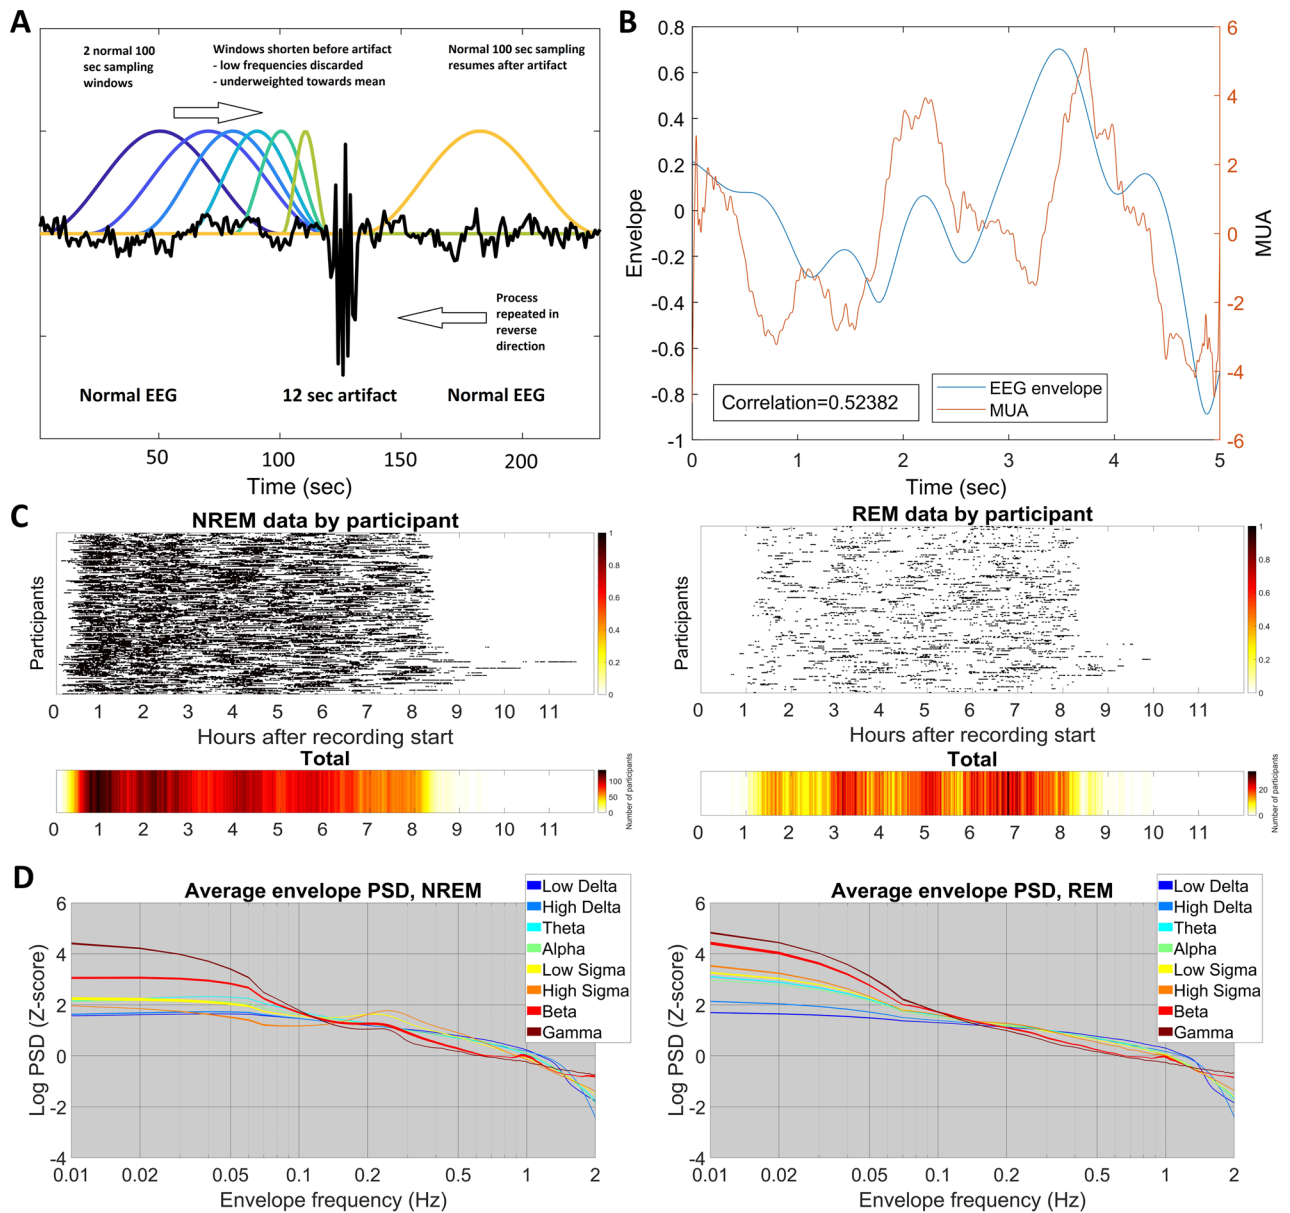 A
2 normal 100
sec sampling
windows
Windows shorten before artifact
- low frequencies discarded
- underweighted towards mean
Normal 100 sec sampling
resumes after artifact
Process
repeated in
reverse
direction
Normal EEG
12 sec artifact
Normal EEG
50
100
150
200
Time (sec)
B
0.8
0.6
0.4
0.2
0
-0.2
-0.4
-0.6
-0.8
-1
Envelope
6
4
2
0
-2
-4
-6
MUA
Correlation=0.52382
EEG envelope
MUA
0 1 2 3 4 5
Time (sec)
C
NREM data by participant
Participants
1
0.8
0.6
0.4
0.2
0
0 1 2 3 4 5 6 7 8 9 10 11
Hours after recording start
Total
100
50
0
Number of participants
0 1 2 3 4 5 6 7 8 9 10 11
REM data by participant
Participants
1
0.8
0.6
0.4
0.2
0
0 1 2 3 4 5 6 7 8 9 10 11
Hours after recording start
Total
20
0
Number of participants
0 1 2 3 4 5 6 7 8 9 10 11
D
Average envelope PSD, NREM
Log PSD (Z-score)
6
4
2
0
-2
-4
Low Delta
High Delta
Theta
Alpha
Low Sigma
High Sigma
Beta
Gamma
0.01 0.02 0.05 0.1 0.2 0.5 1 2
Envelope frequency (Hz)
Average envelope PSD, REM
Log PSD (Z-score)
6
4
2
0
-2
-4
Low Delta
High Delta
Theta
Alpha
Low Sigma
High Sigma
Beta
Gamma
0.01 0.02 0.05 0.1 0.2 0.5 1 2
Envelope frequency (Hz)